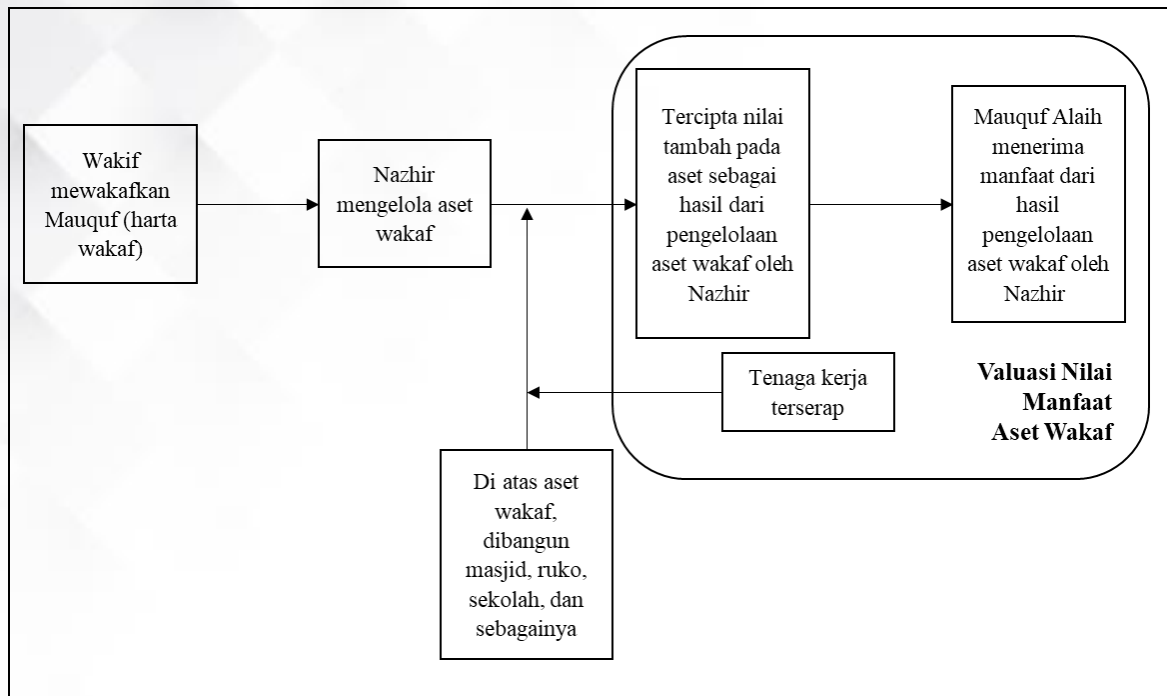 Wakif
mewakafkan
Mauquf (harta
wakaf)
Nazhir
mengelola aset
wakaf
Tercipta nilai
tambah pada
aset sebagai
hasil dari
pengelolaan
aset wakaf oleh
Nazhir
Mauquf Alaih
menerima
manfaat dari
hasil
pengelolaan
aset wakaf oleh
Nazhir
Tenaga kerja
terserap
Valuasi Nilai
Manfaat
Aset Wakaf
Di atas aset
wakaf,
dibangun
masjid, ruko,
sekolah, dan
sebagainya